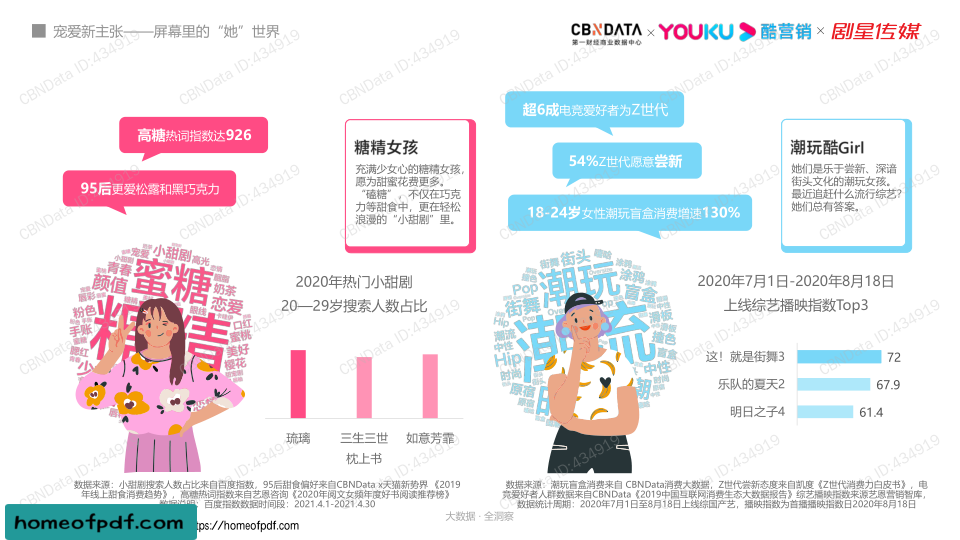 宠爱新主张——屏幕里的“她”世界
CBNDATA
第一财经商业数据中心
×
YOUKU
酷营销
×
剧星传媒
高糖热词指数达926
95后更爱松露和黑巧克力
糖精女孩
充满少女心的糖精女孩，
愿为甜蜜花费更多。
“磕糖”，不仅在巧克
力等甜食中，更在轻松
浪漫的“小甜剧”里。
超6成电竞爱好者为Z世代
54%Z世代愿意尝新
18-24岁女性潮玩盲盒消费增速130%
潮玩酷Girl
她们是乐于尝新、深谙
街头文化的潮玩女孩。
最近追赶什么流行综艺?
她们总有答案。
宠爱
小甜剧
高光
青春
蜜糖
颜值
奶茶
恋爱
粉色
手账
口红
蜜桃
腮红
美好
樱花
糖
情
2020年热门小甜剧
20—29岁搜索人数占比
琉璃
三生三世
枕上书
如意芳霏
街头
街舞
涂鸦
Pop
潮玩
盲盒
滑板
Hip
撞色
潮流
中性
时尚
原宿
2020年7月1日-2020年8月18日
上线综艺播映指数Top3
这！就是街舞3
72
乐队的夏天2
67.9
明日之子4
61.4
数据来源：小甜剧搜索人数占比来自百度指数，95后甜食偏好来自CBNData x天猫新势界 《2019
年线上甜食消费趋势》，高糖热词指数来自艺恩咨询《2020年阅文女频年度好书阅读推荐榜》
数据说明：百度指数数据时间段：2021.4.1-2021.4.30
数据来源：潮玩盲盒消费来自 CBNData消费大数据，Z世代尝新态度来自凯度《Z世代消费力白皮书》，电
竞爱好者人群数据来自CBNData《2019中国互联网消费生态大数据报告》综艺播映指数来源艺恩营销智库，
数据统计周期：2020年7月1日至8月18日上线综国产艺，播映指数为首播播映指数日2020年8月18日
大数据 · 全洞察
homeofpdf.com
https://homeofpdf.com
CBNData ID:434919